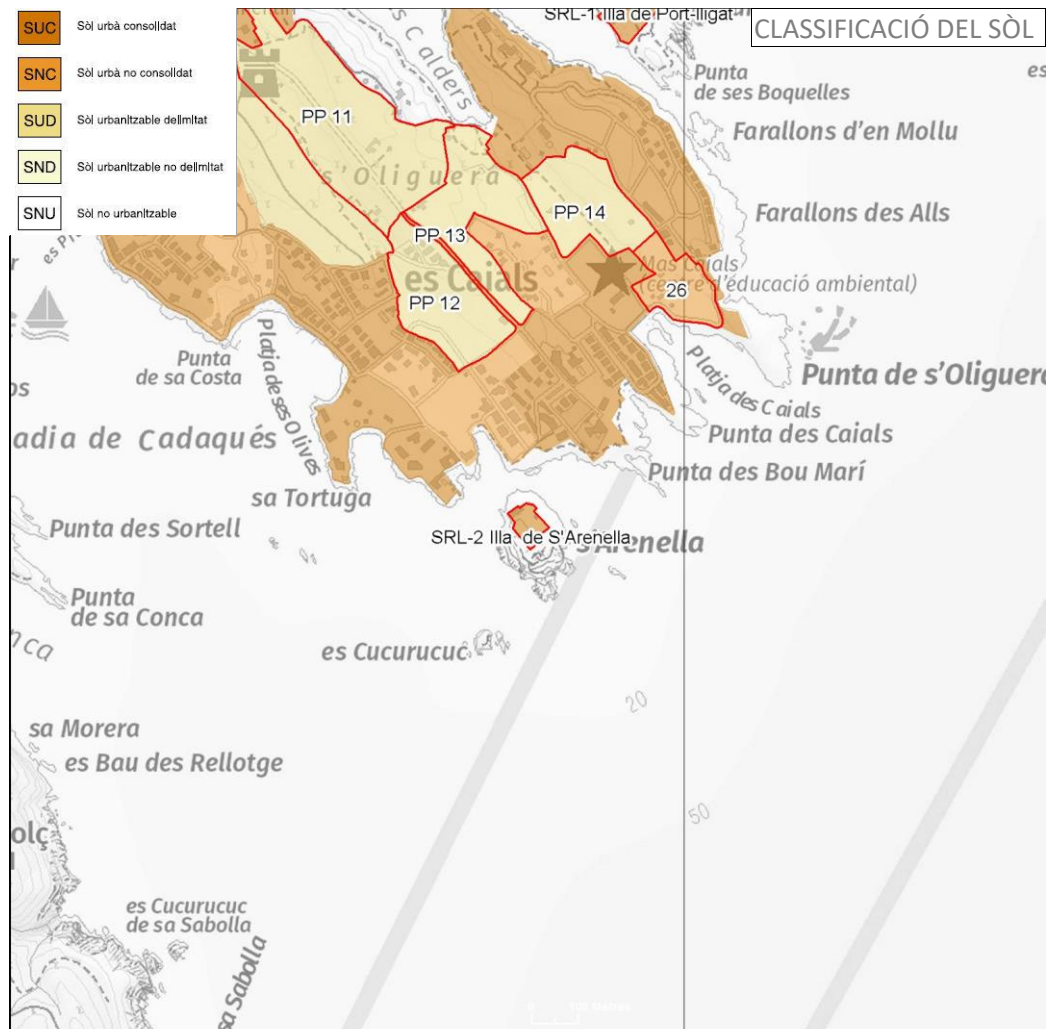 SUC Sòl urbà consolidat
SNC Sòl urbà no consolidat
SUD Sòl urbanitzable delimitat
SND Sòl urbanitzable no delimitat
SNU Sòl no urbanitzable
CLASSIFICACIÓ DEL SÒL
SRL-1 Illa de Port-lligat
es Calders
Punta
de ses Boquelles
es
Farallons d'en Mollu
PP 11
s'Oliguera
PP 14
Farallons des Alls
PP 13
es Caials
Mas Caials
(centre d'educació ambiental)
PP 12
26
Punta
de sa Costa
Platja de ses Olives
Platja des Caials
Punta de s'Oliguera
adia de Cadaqués
Punta des Caials
Punta des Bou Marí
sa Tortuga
Punta des Sortell
SRL-2 Illa de S'Arenella
s'Arenella
Punta
de sa Conca
nca
es Cucurucuc
20
sa Morera
es Bau des Rellotge
50
olç
es Cucurucuc
de sa Sabolla
sa Sabolla